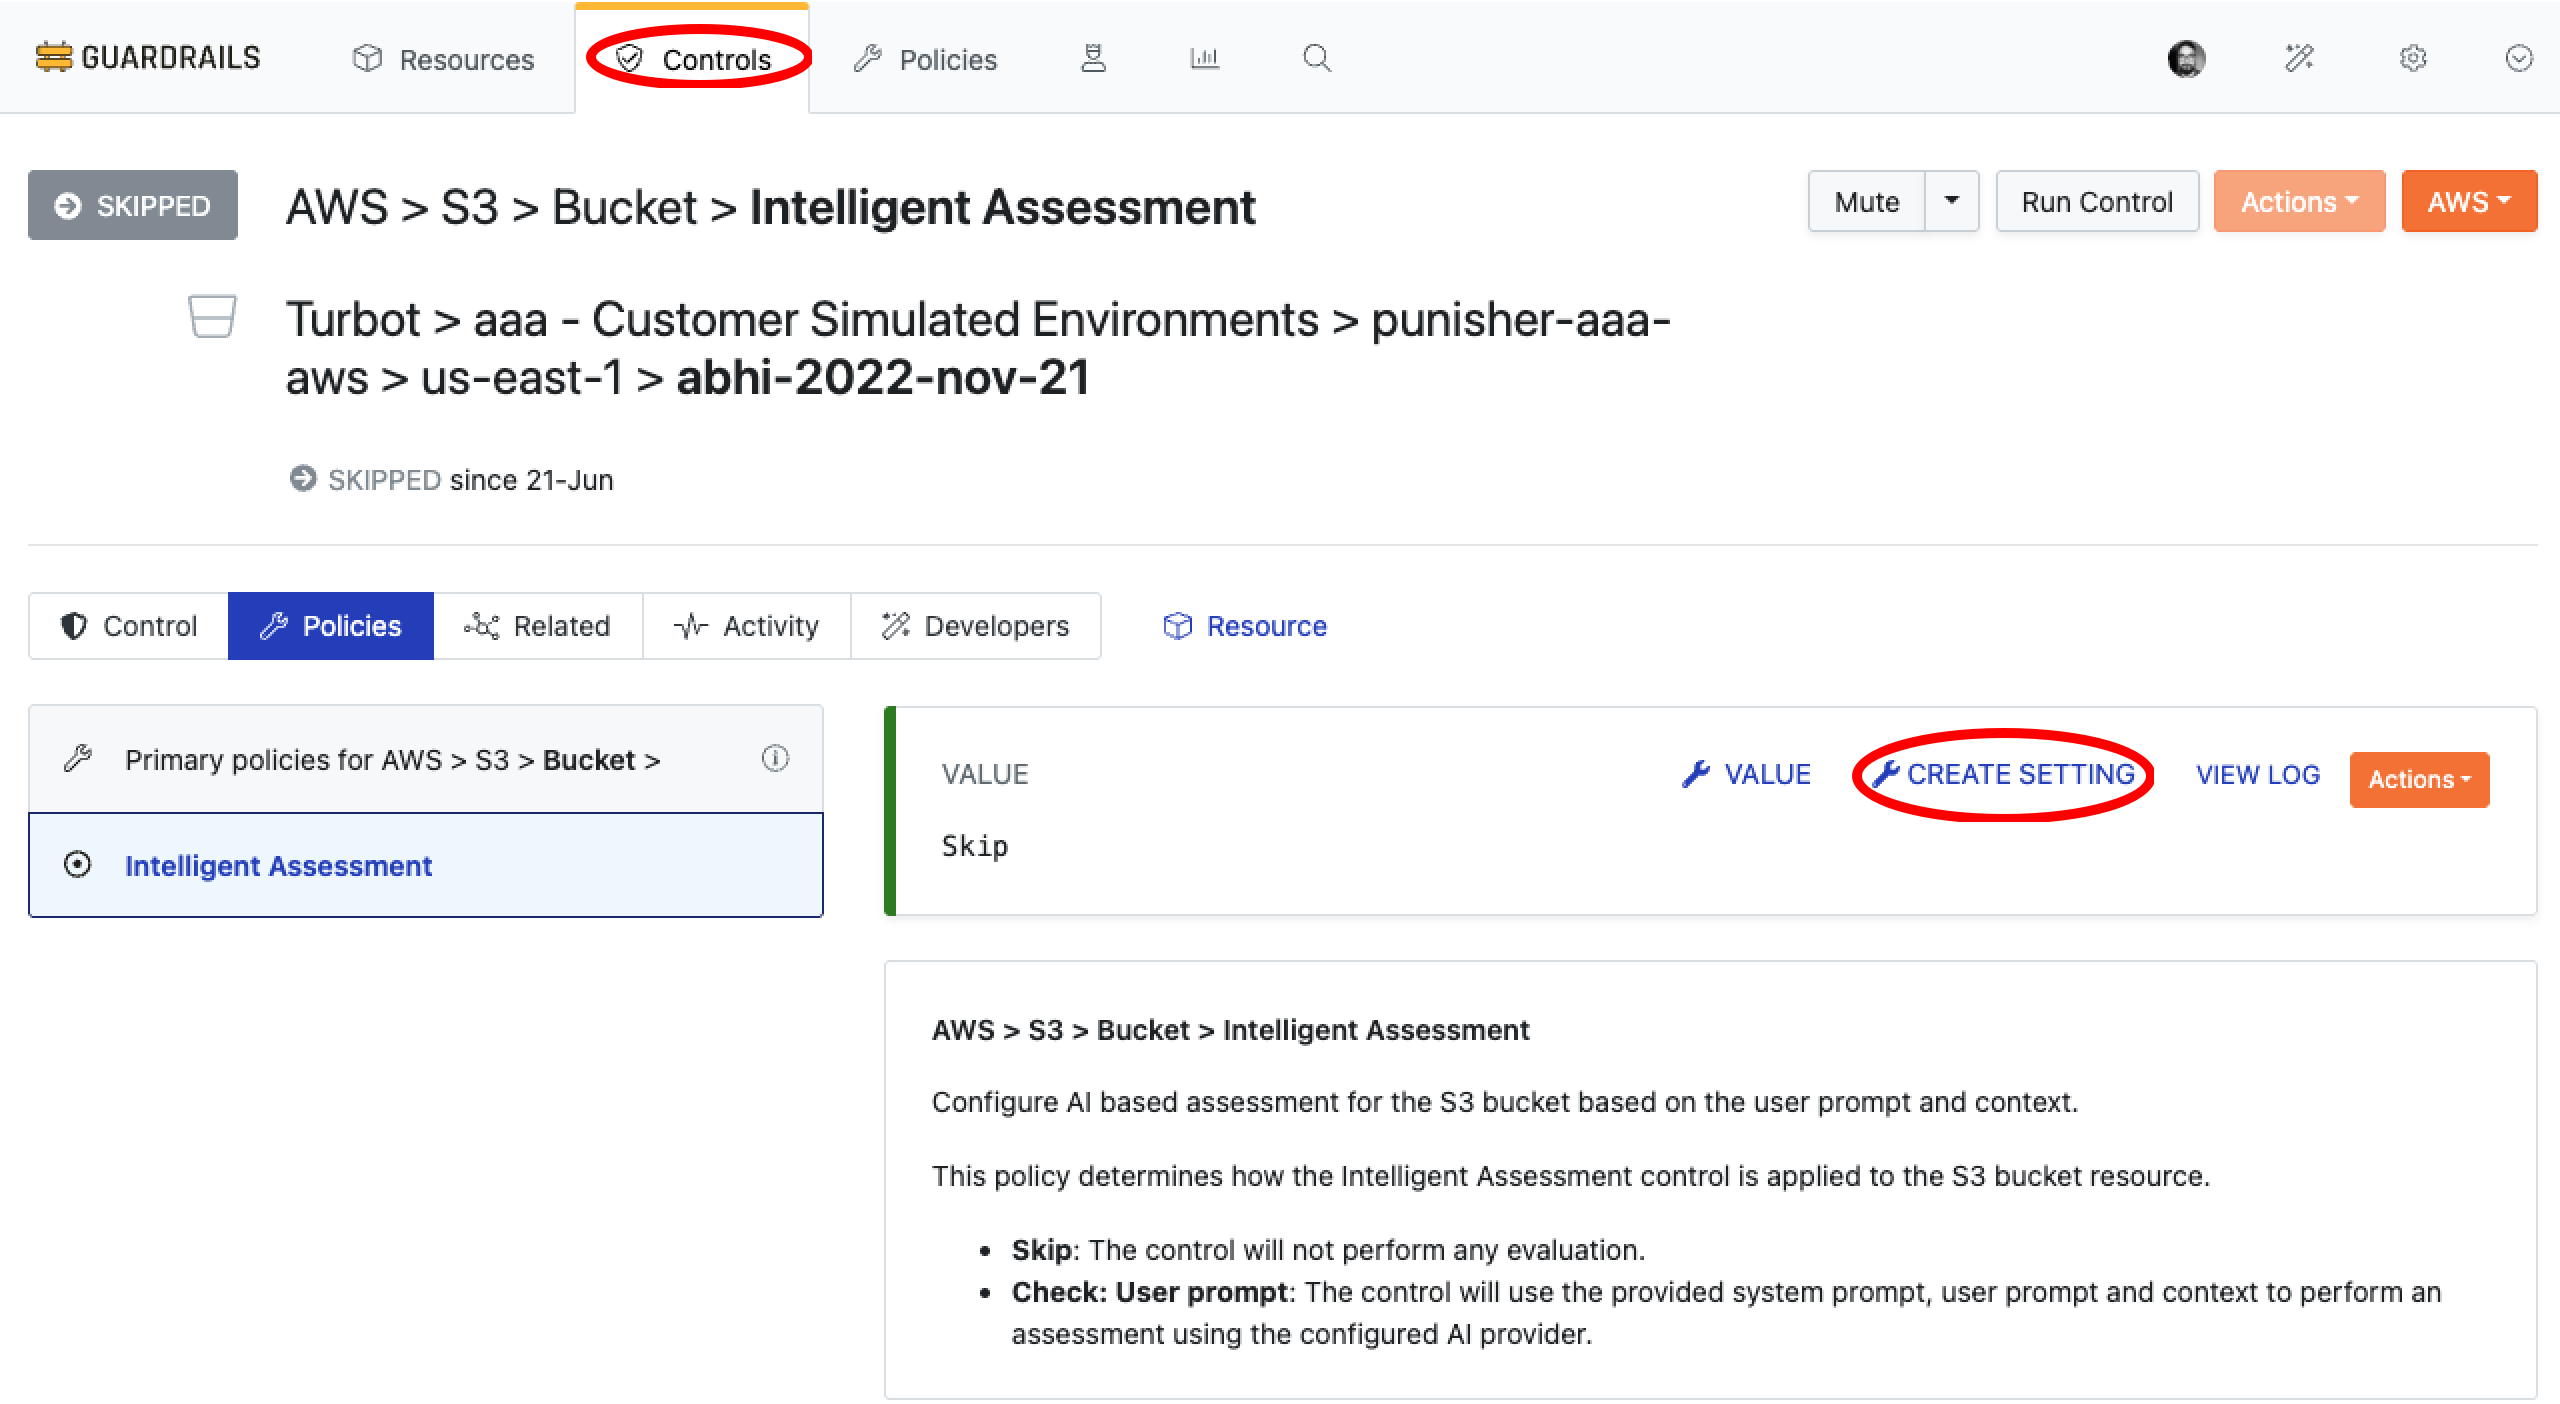 GUARDRAILS
Resources
Controls
Policies
SKIPPED
AWS > S3 > Bucket > Intelligent Assessment
Mute
Run Control
Actions
AWS
Turbot > aaa - Customer Simulated Environments > punisher-aaa-
aws > us-east-1 > abhi-2022-nov-21
SKIPPED since 21-Jun
Control
Policies
Related
Activity
Developers
Resource
Primary policies for AWS > S3 > Bucket >
Intelligent Assessment
VALUE
VALUE
CREATE SETTING
VIEW LOG
Actions
Skip
AWS > S3 > Bucket > Intelligent Assessment
Configure AI based assessment for the S3 bucket based on the user prompt and context.
This policy determines how the Intelligent Assessment control is applied to the S3 bucket resource.
• Skip: The control will not perform any evaluation.
• Check: User prompt: The control will use the provided system prompt, user prompt and context to perform an
assessment using the configured AI provider.